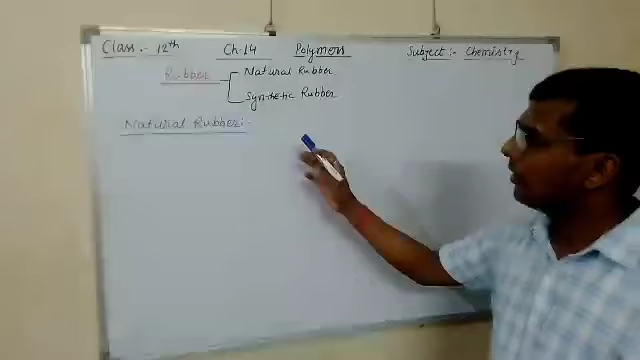 Class :- 12th Ch-14 Polymers Subject :- Chemistry
Rubber Natural Rubber
Synthetic Rubber
Natural Rubber :-